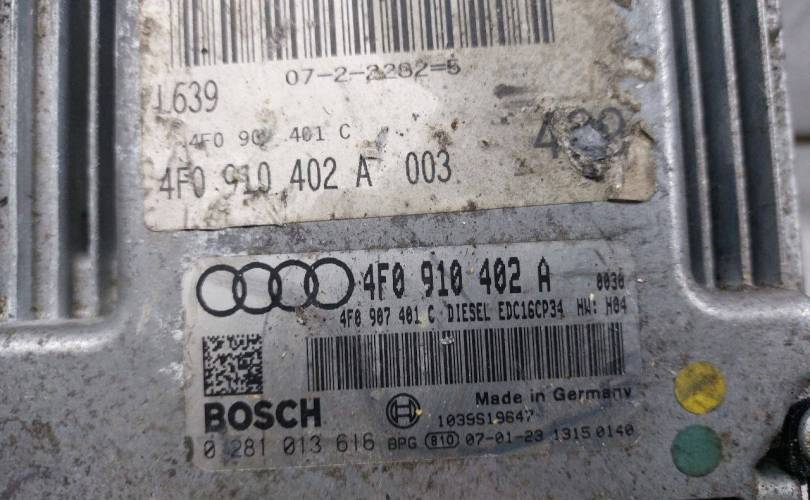 07-2-2282=5
L639
4F0 907 401 C
4F0 910 402 A 003
4F0 910 402 A 0030
4F0 907 401 C DIESEL EDC16CP34 HW: H04
BOSCH
Made in Germany
1039S19647
0 281 013 616 BPG 810 07-01-23 1315 0140